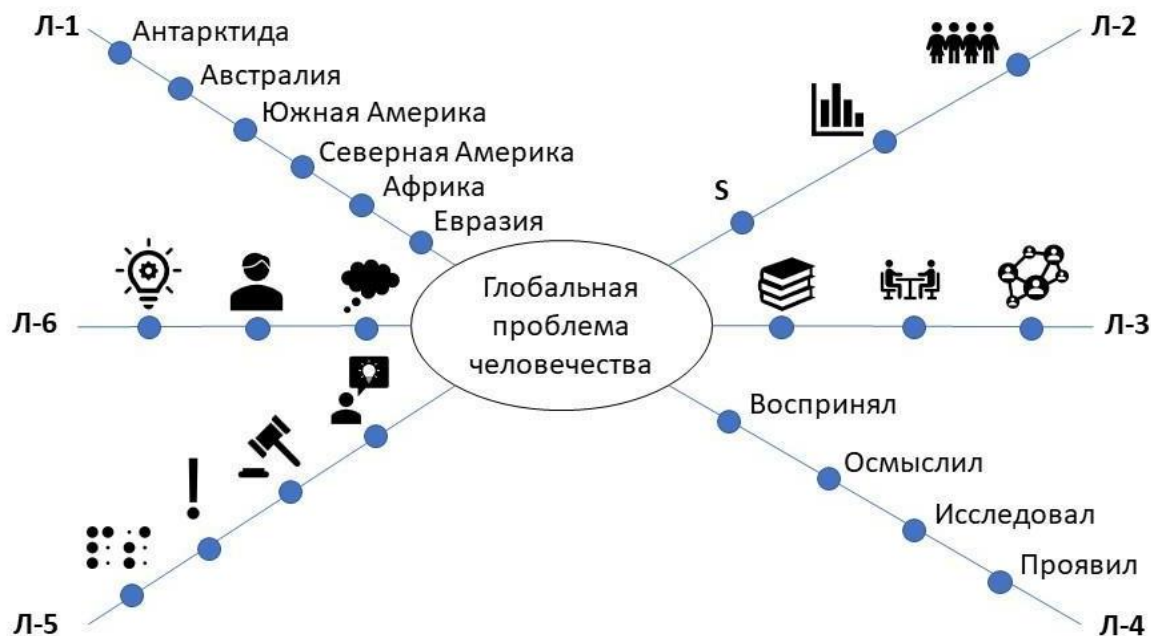 Л-1
Антарктида
Австралия
Южная Америка
Северная Америка
Африка
Евразия
Л-2
S
Л-6
Глобальная
проблема
человечества
Л-3
Воспринял
Осмыслил
Исследовал
Проявил
!
Л-5
Л-4